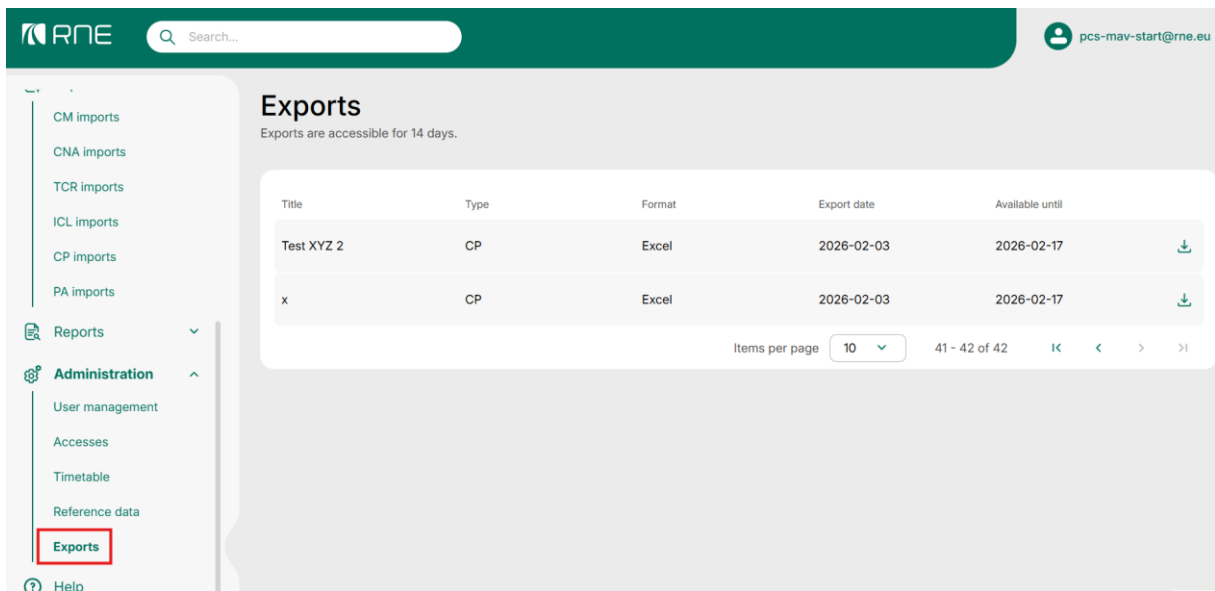 RNE
Search...
pcs-mav-start@rne.eu
CM imports
CNA imports
TCR imports
ICL imports
CP imports
PA imports
Reports
Administration
User management
Accesses
Timetable
Reference data
Exports
Help
Exports
Exports are accessible for 14 days.
Title Type Format Export date Available until
Test XYZ 2 CP Excel 2026-02-03 2026-02-17
x CP Excel 2026-02-03 2026-02-17
Items per page 10 41 - 42 of 42